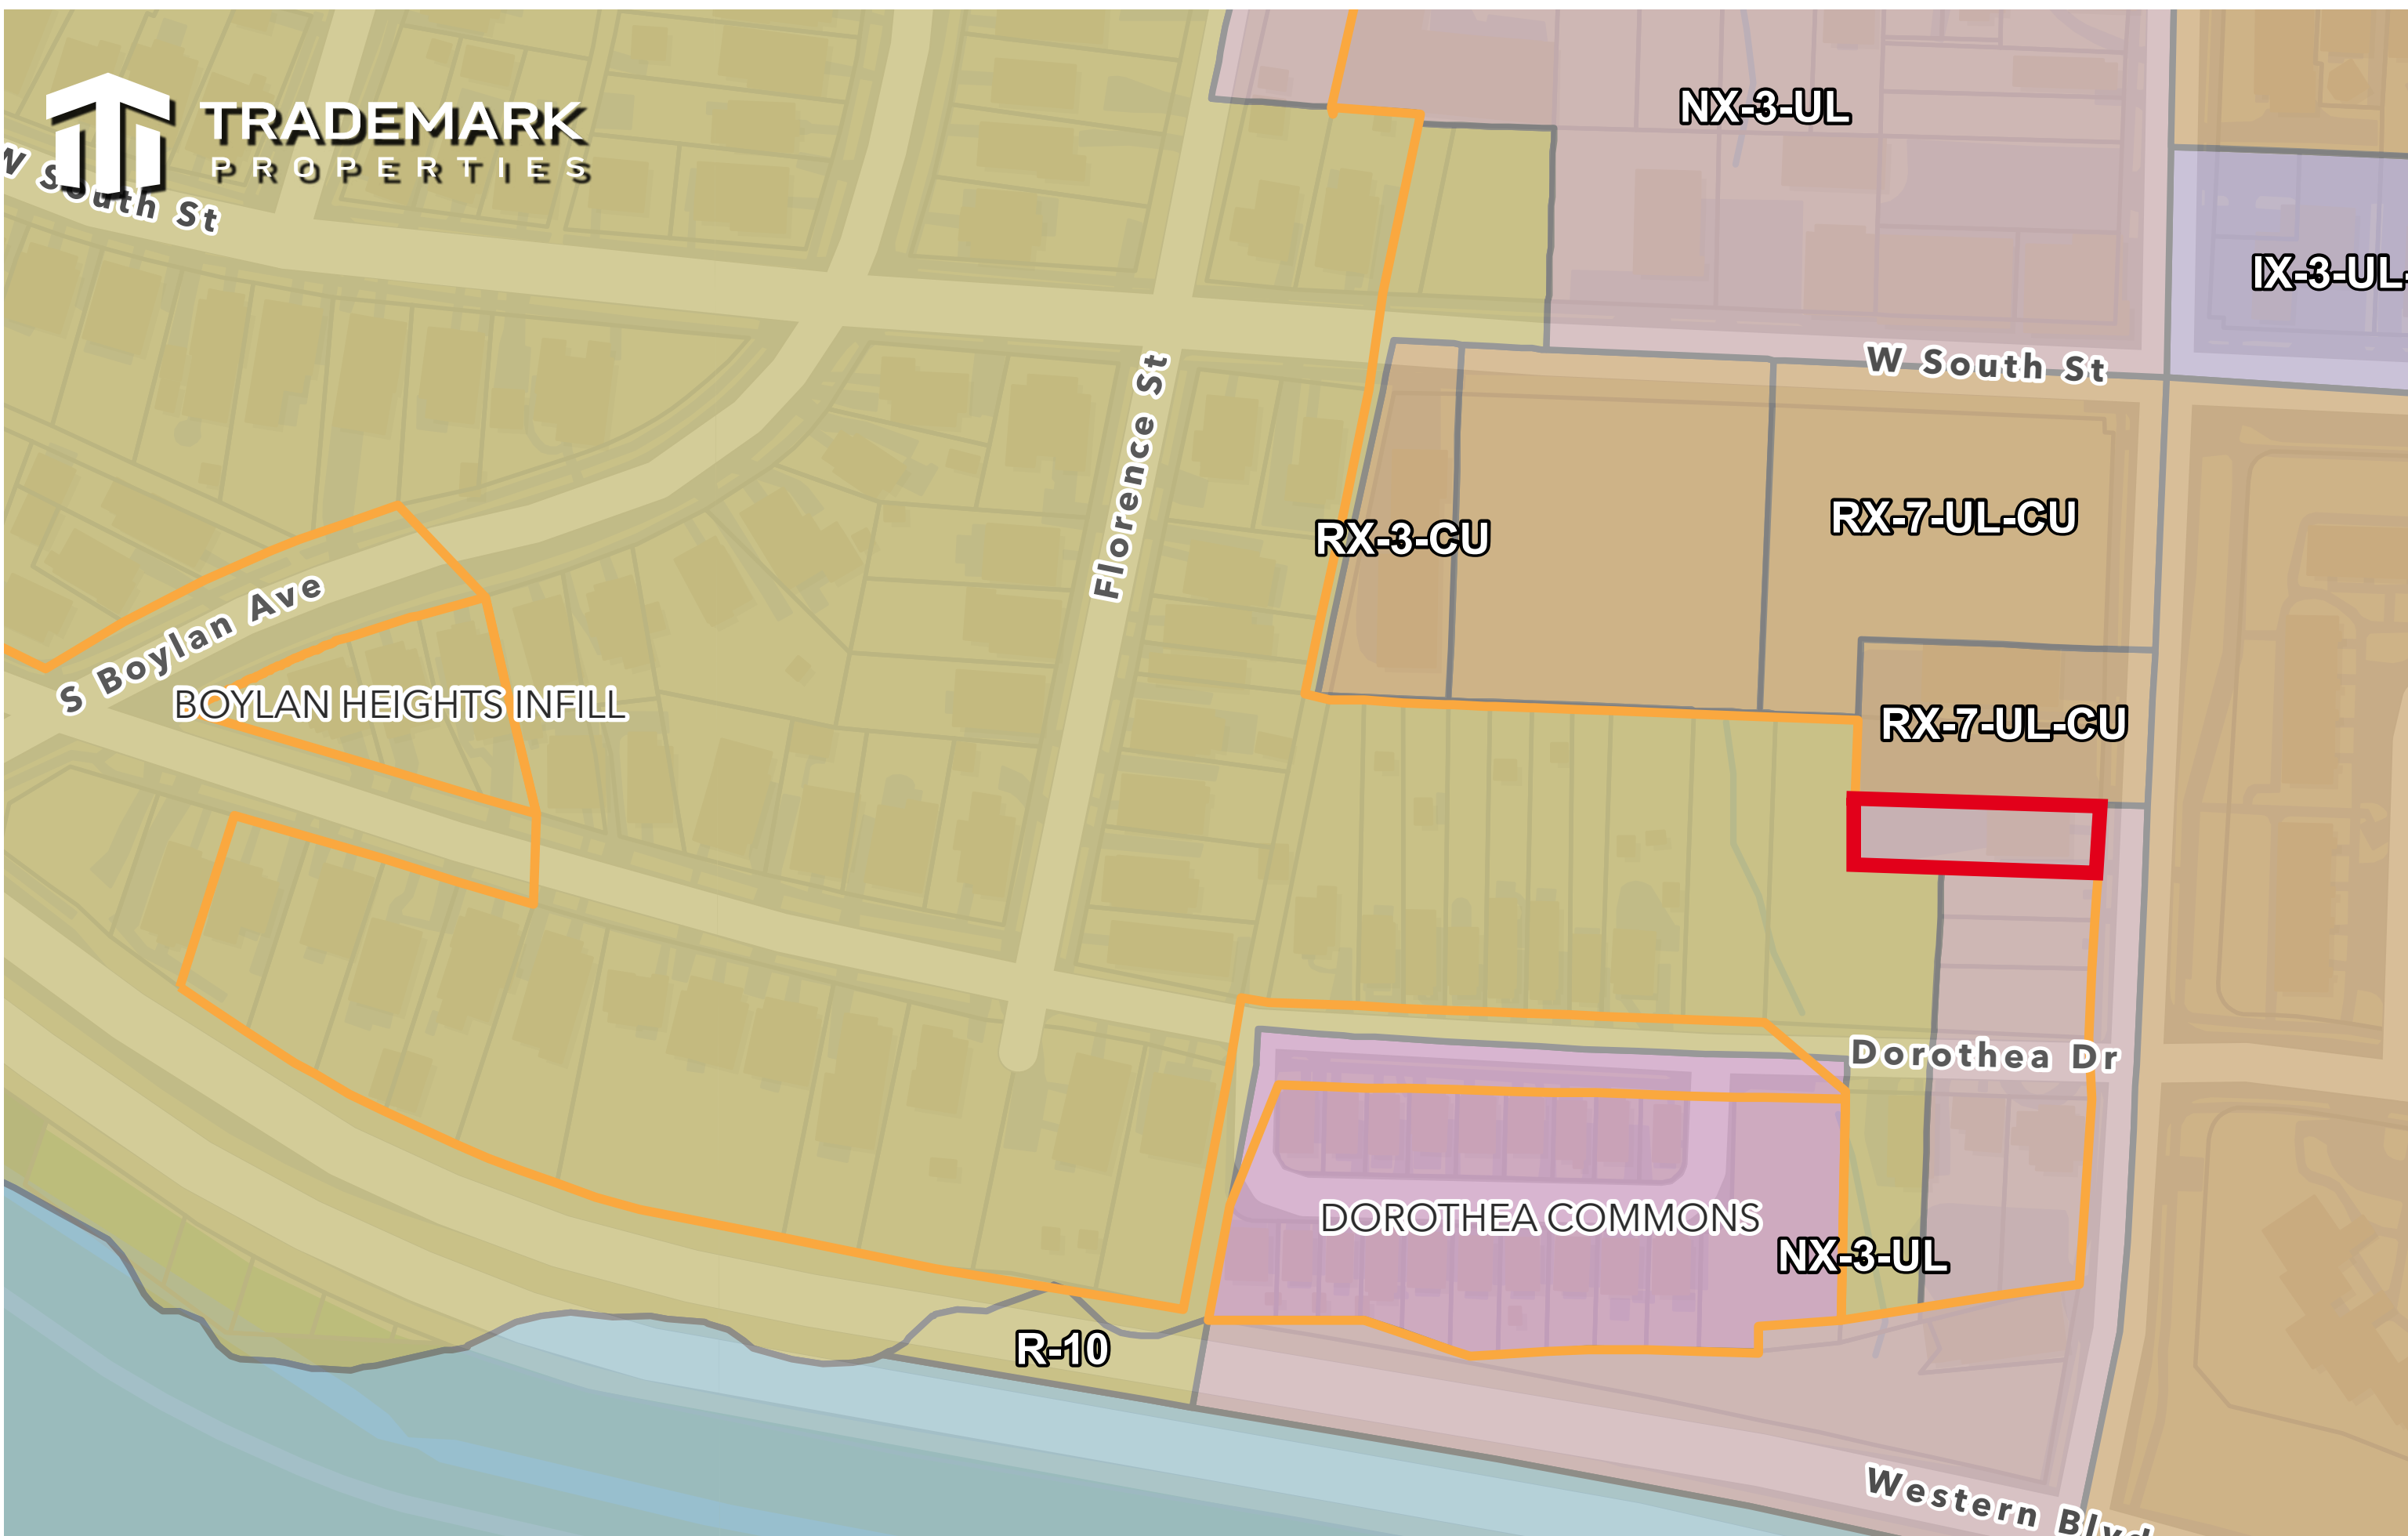 NX-3-UL
TRADEMARK
PROPERTIES
W South St
IX-3-UL-
W South St
Florence St
RX-3-CU
RX-7-UL-CU
S Boylan Ave
BOYLAN HEIGHTS INFILL
RX-7-UL-CU
Dorothea Dr
DOROTHEA COMMONS
NX-3-UL
R-10
Western Blvd